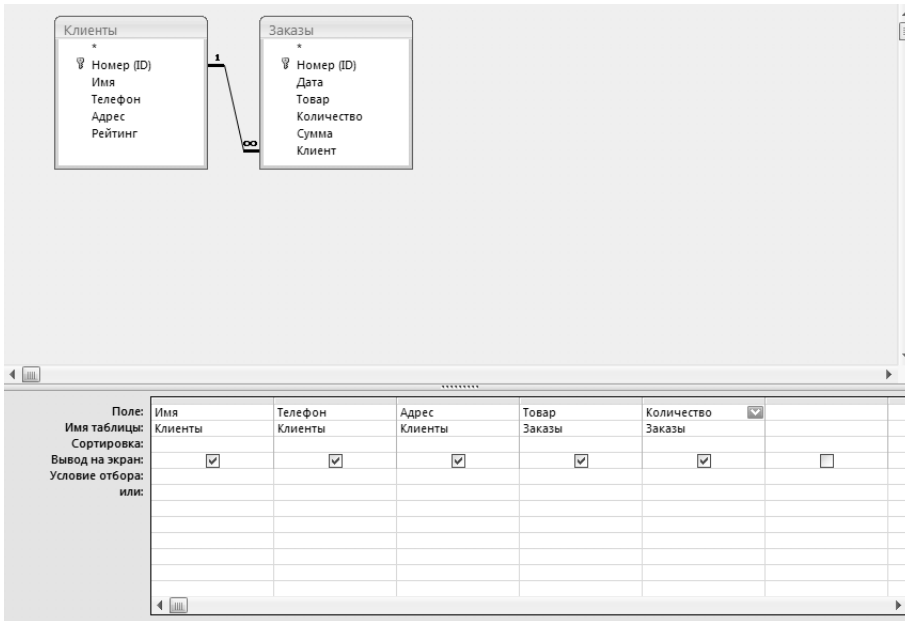 Клиенты
*
Номер (ID)
Имя
Телефон
Адрес
Рейтинг
1
∞
Заказы
*
Номер (ID)
Дата
Товар
Количество
Сумма
Клиент
Поле: Имя Телефон Адрес Товар Количество
Имя таблицы: Клиенты Клиенты Клиенты Заказы Заказы
Сортировка:
Вывод на экран:
Условие отбора:
или: